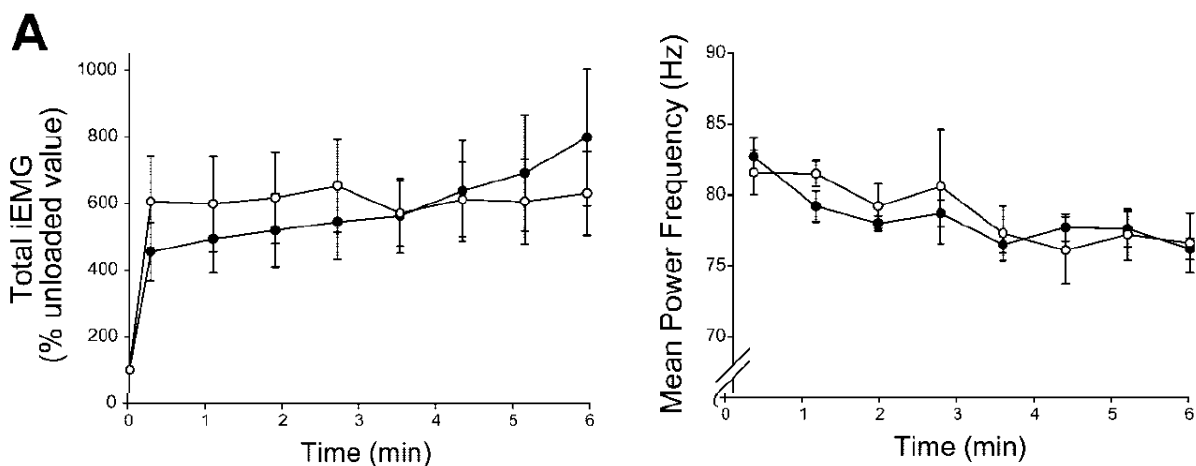 A
Total iEMG
(% unloaded value)
1000
800
600
400
200
0
0 1 2 3 4 5 6
Time (min)
Mean Power Frequency (Hz)
90
85
80
75
70
0 1 2 3 4 5 6
Time (min)